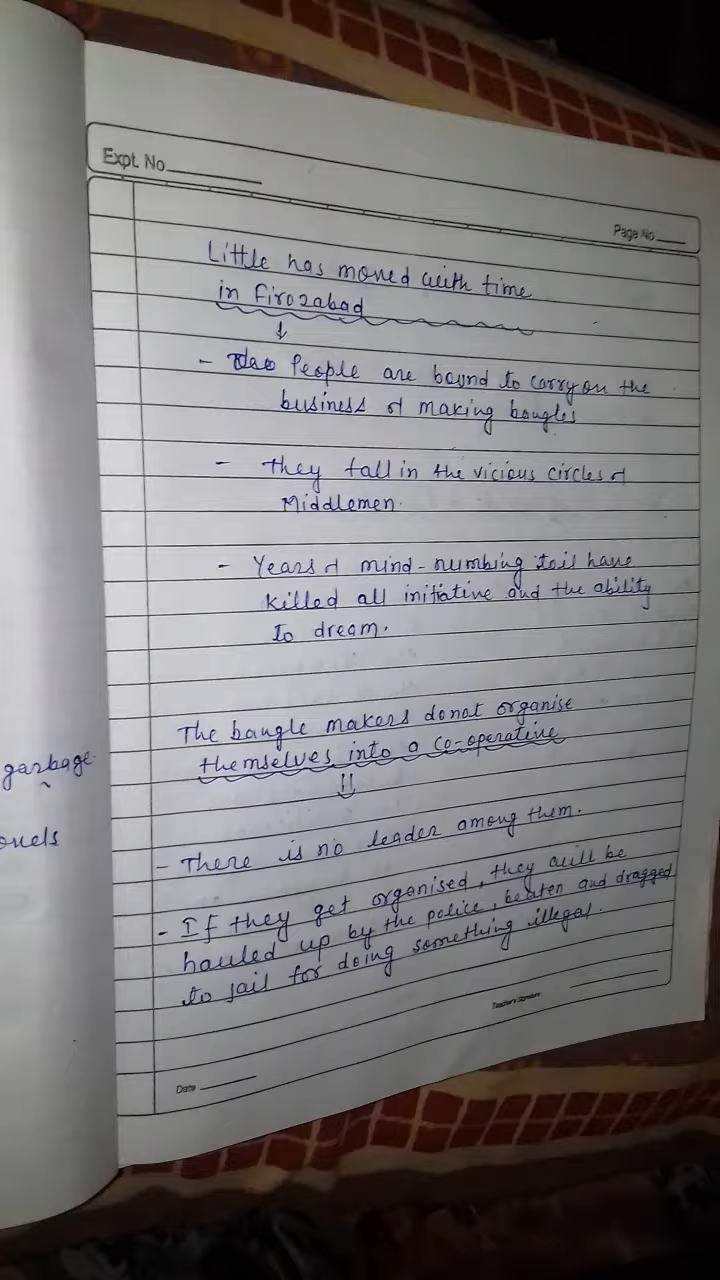 Expt. No
Page No
Little has moved with time
in Firozabad
↓
- People are bound to carry on the
business of making bangles
- they fall in the vicious circles of
Middlemen.
- Years of mind-numbing toil have
killed all initiative and the ability
to dream.
The bangle makers donot organise
themselves into a co-operative
⇓
garbage
- There is no leader among them.
- If they get organised, they will be
hauled up by the police, beaten and dragged
to jail for doing something illegal.
Teacher's Signature
Date